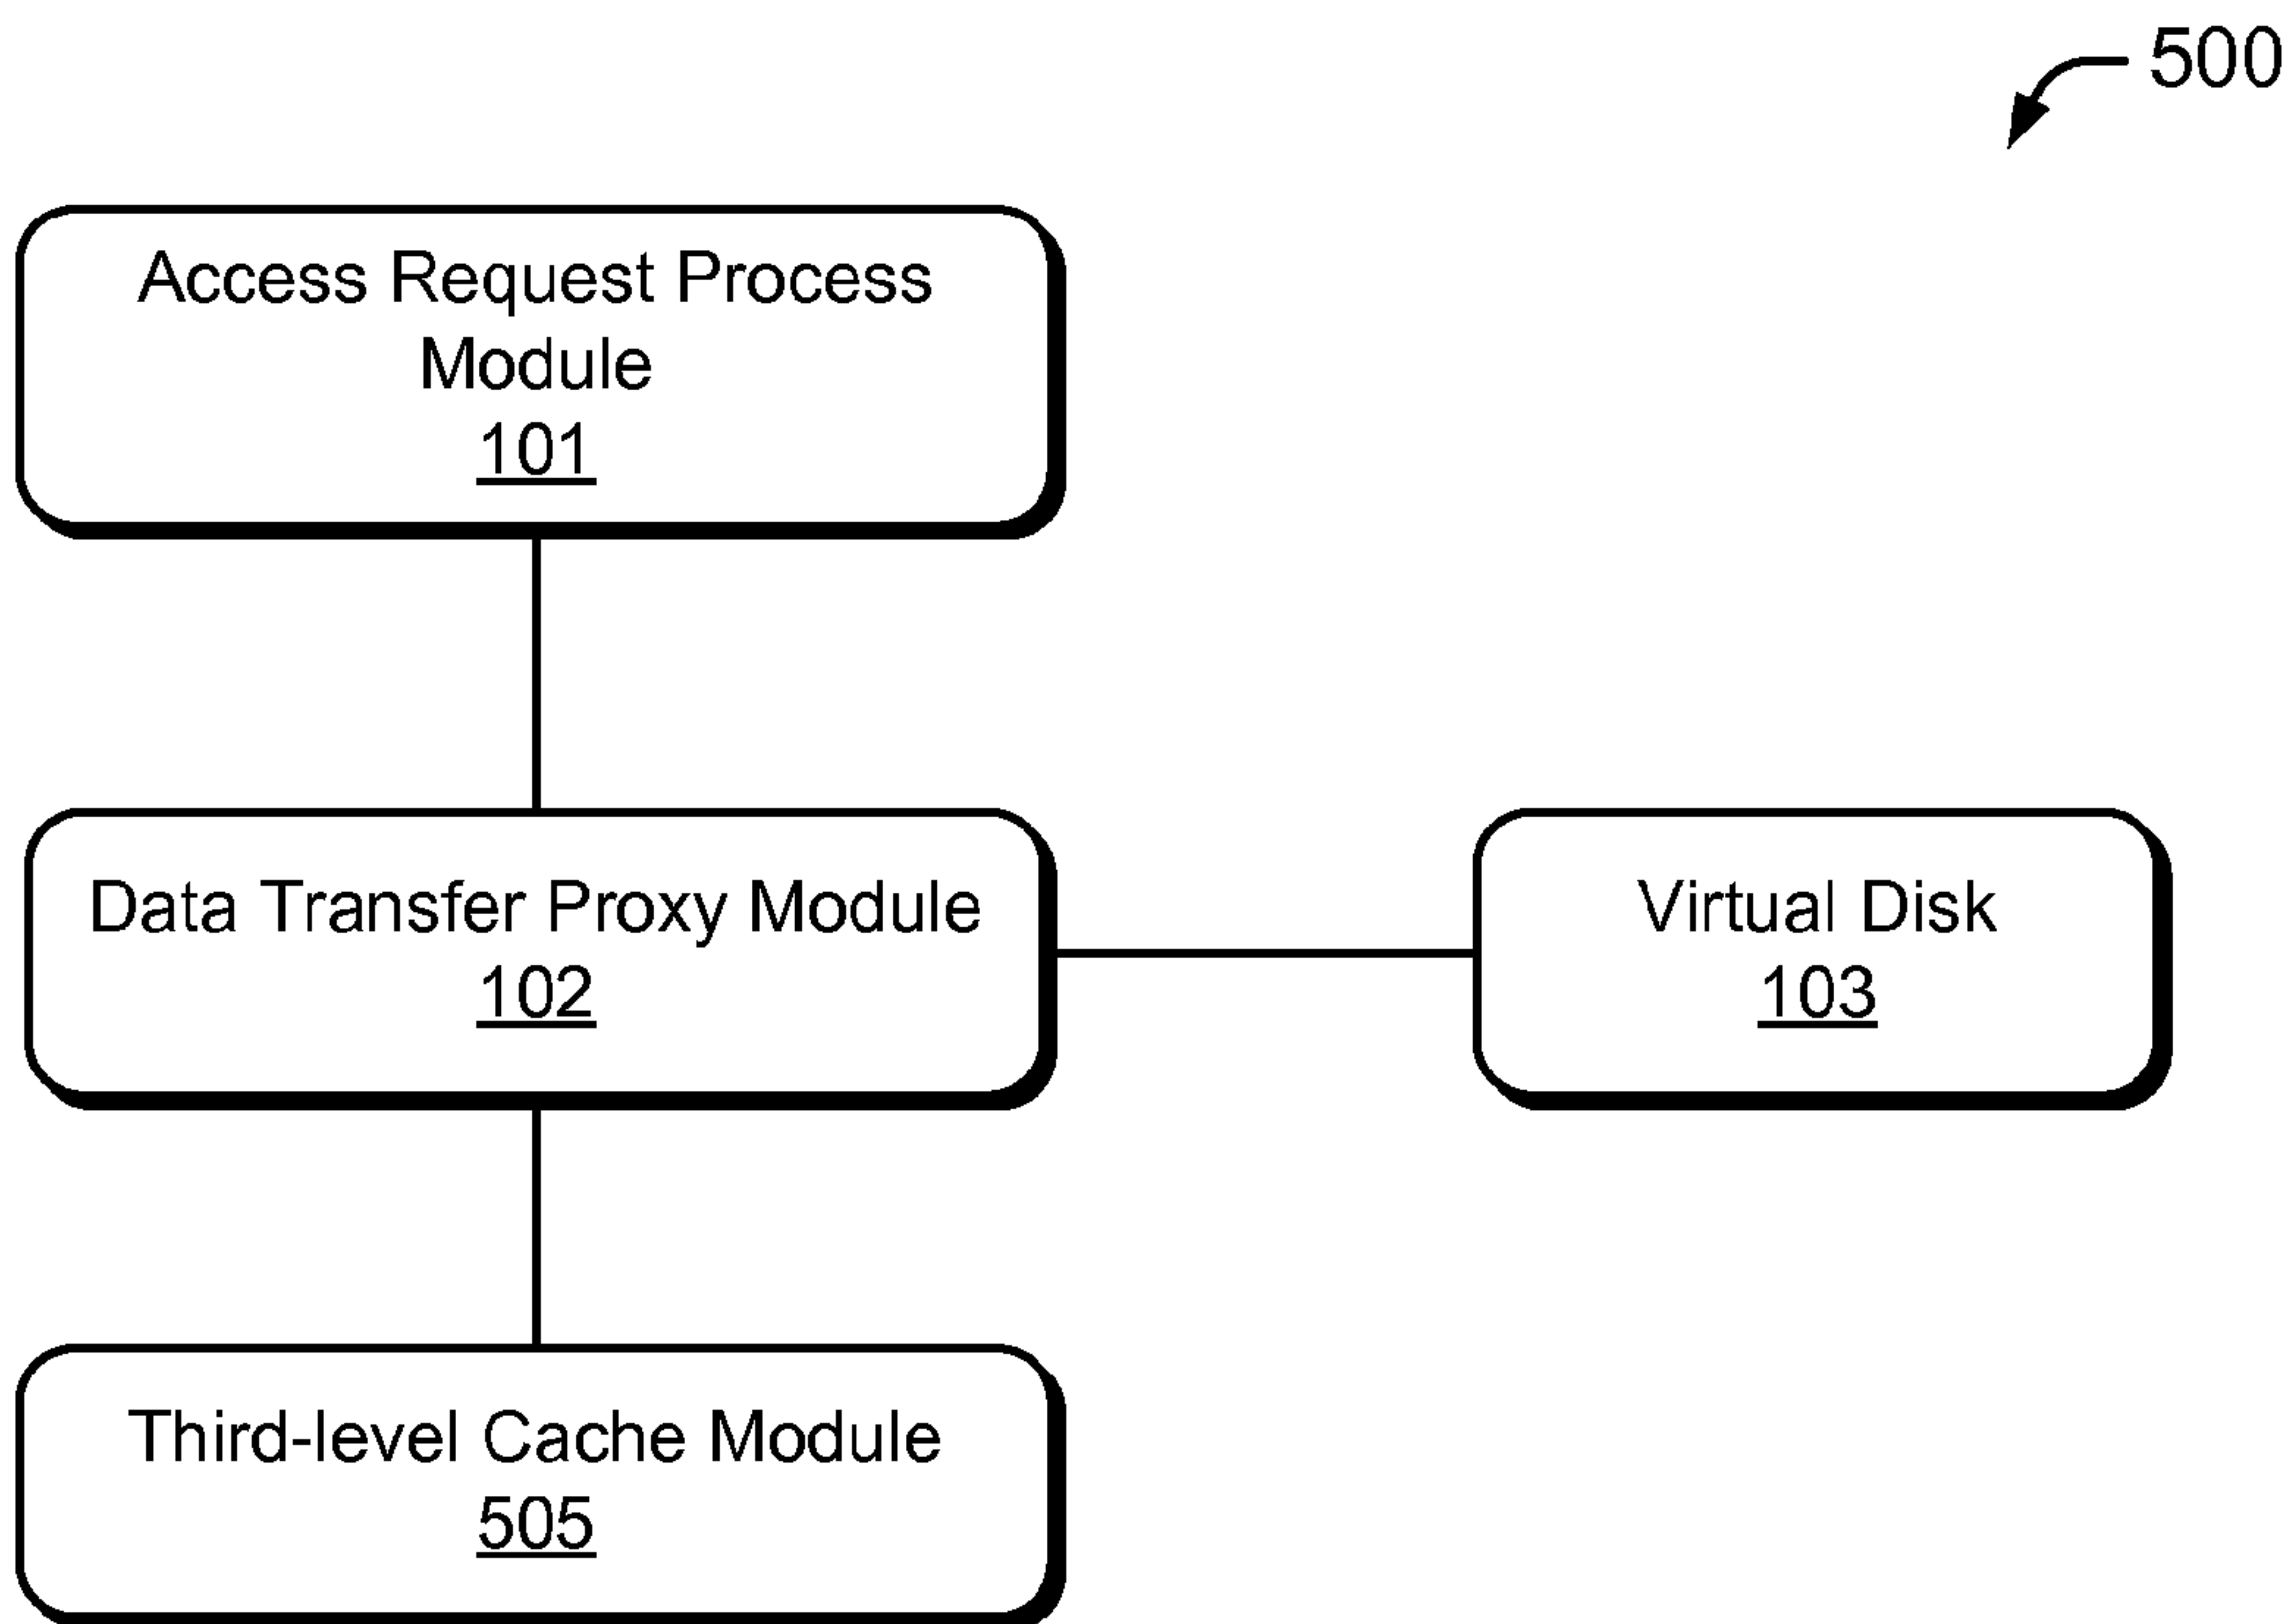 500
Access Request Process
Module
101
Data Transfer Proxy Module
102
Virtual Disk
103
Third-level Cache Module
505